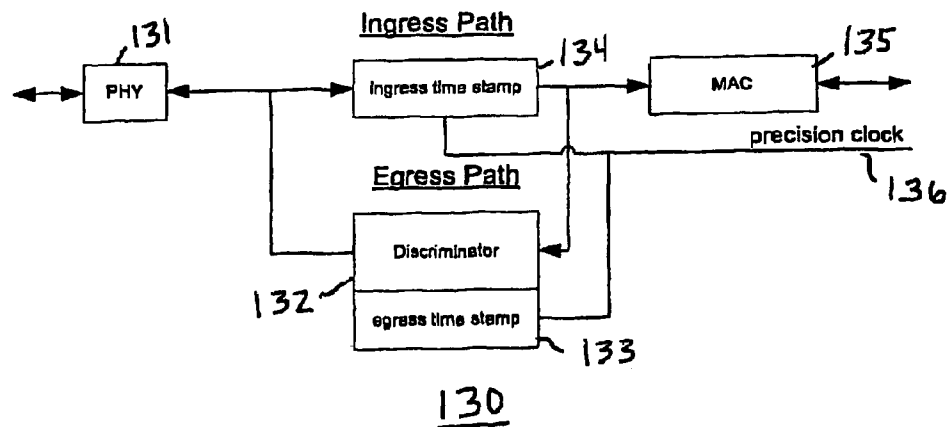 Ingress Path
131
134
135
PHY
ingress time stamp
MAC
precision clock
136
Egress Path
Discriminator
132
egress time stamp
133
130